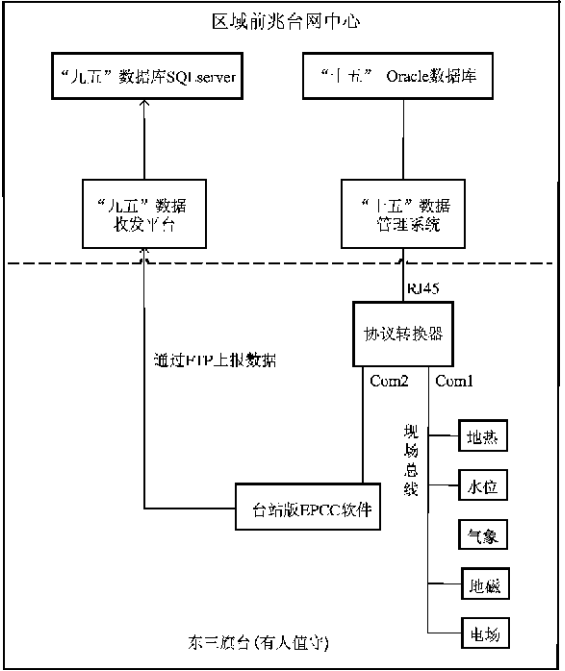 区域前兆台网中心
“九五”数据库SQLserver
“十五” Oracle数据库
“九五”数据
收发平台
“十五”数据
管理系统
RJ45
协议转换器
通过FTP上报数据
Com2
Com1
现场总线
地热
水位
气象
地磁
电场
台站版EPCC软件
东三旗台(有人值守)